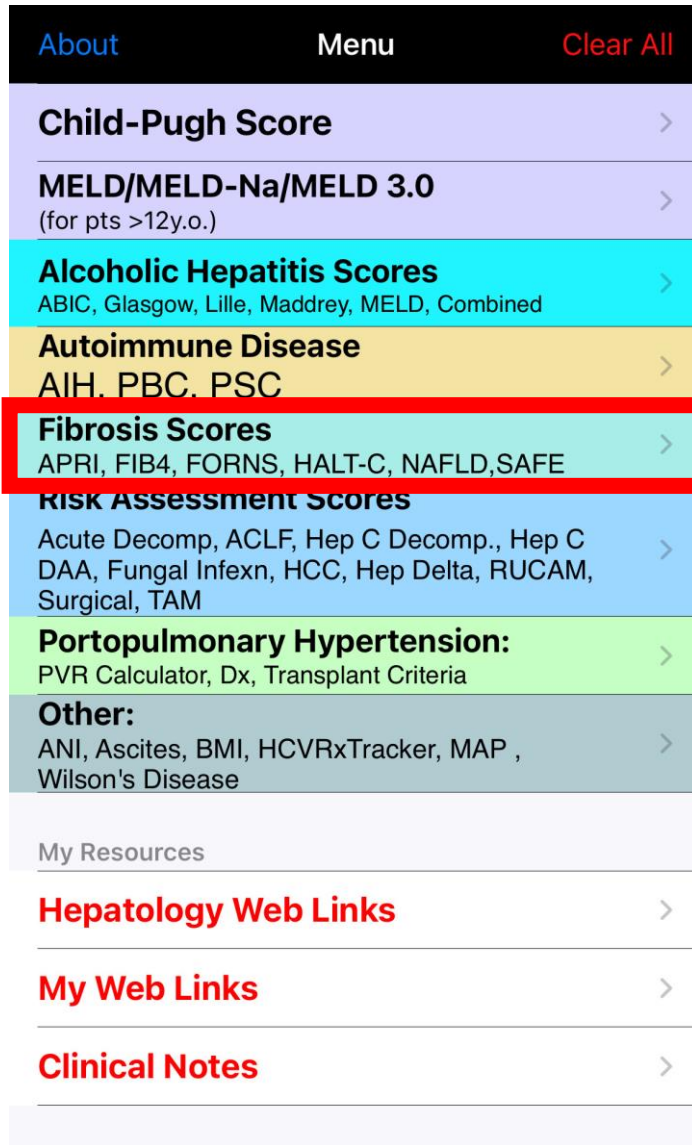 About Menu Clear All
Child-Pugh Score
MELD/MELD-Na/MELD 3.0
(for pts >12y.o.)
Alcoholic Hepatitis Scores
ABIC, Glasgow, Lille, Maddrey, MELD, Combined
Autoimmune Disease
AIH, PBC, PSC
Fibrosis Scores
APRI, FIB4, FORNS, HALT-C, NAFLD,SAFE
Risk Assessment Scores
Acute Decomp, ACLF, Hep C Decomp., Hep C
DAA, Fungal Infexn, HCC, Hep Delta, RUCAM,
Surgical, TAM
Portopulmonary Hypertension:
PVR Calculator, Dx, Transplant Criteria
Other:
ANI, Ascites, BMI, HCVRxTracker, MAP ,
Wilson's Disease
My Resources
Hepatology Web Links
My Web Links
Clinical Notes